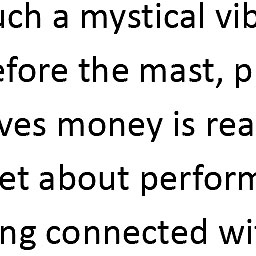 uch a mystical vib
efore the mast, p
ves money is rea
et about perform
ng connected wi